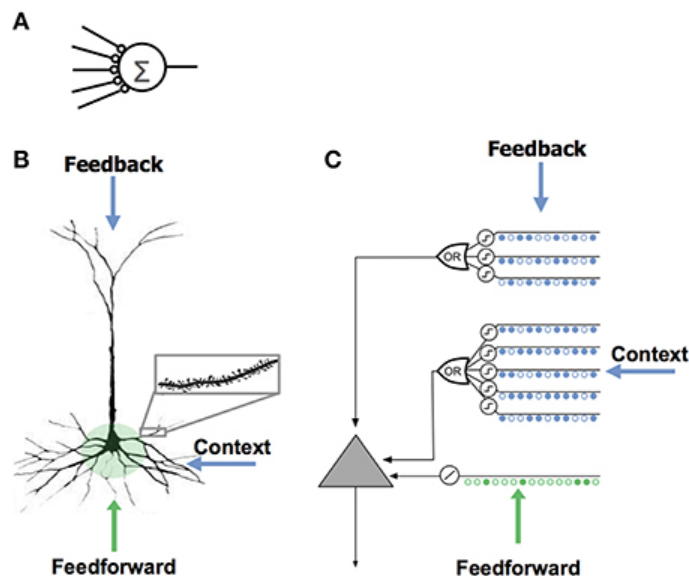 A
Σ
B
Feedback
Context
Feedforward
C
Feedback
OR
OR
Context
Feedforward